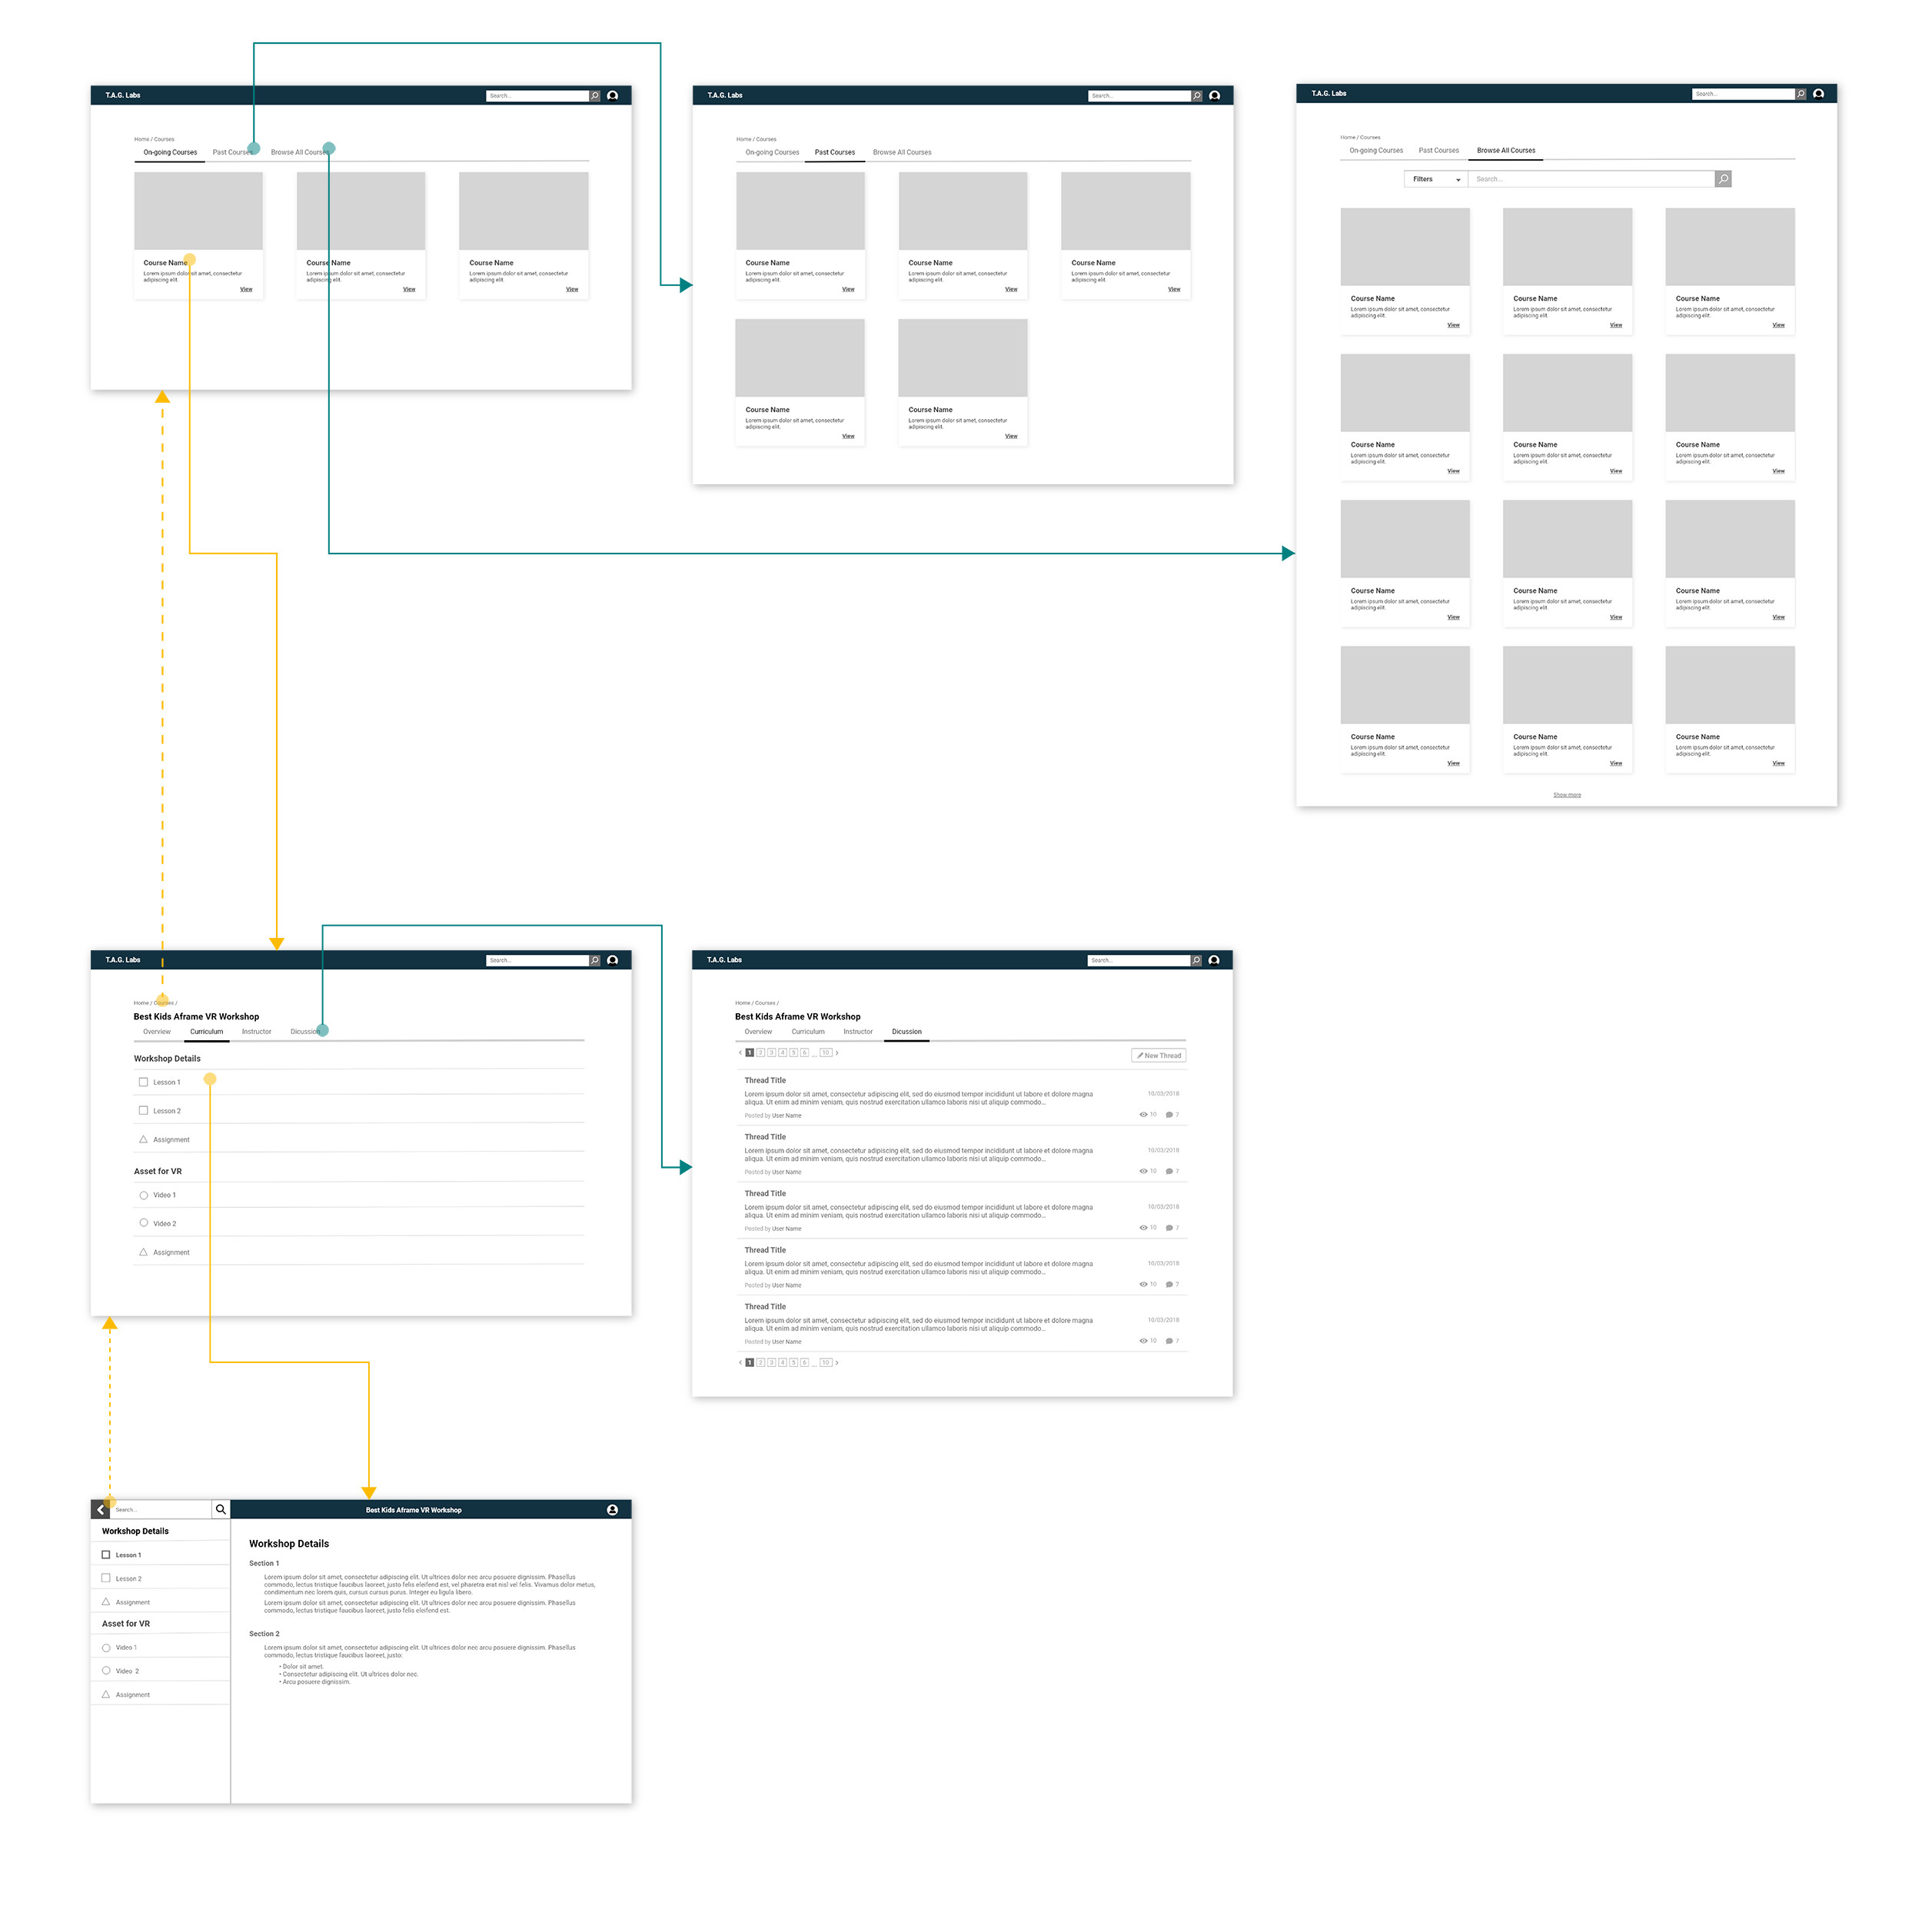 T.A.G. Labs
Search...
Home / Courses
On-going Courses Past Courses Browse All Courses
Course Name
Lorem ipsum dolor sit amet, consectetur
adipiscing elit.
View
Course Name
Lorem ipsum dolor sit amet, consectetur
adipiscing elit.
View
Course Name
Lorem ipsum dolor sit amet, consectetur
adipiscing elit.
View
T.A.G. Labs
Search...
Home / Courses
On-going Courses Past Courses Browse All Courses
Course Name
Lorem ipsum dolor sit amet, consectetur
adipiscing elit.
View
Course Name
Lorem ipsum dolor sit amet, consectetur
adipiscing elit.
View
Course Name
Lorem ipsum dolor sit amet, consectetur
adipiscing elit.
View
Course Name
Lorem ipsum dolor sit amet, consectetur
adipiscing elit.
View
Course Name
Lorem ipsum dolor sit amet, consectetur
adipiscing elit.
View
T.A.G. Labs
Search...
Home / Courses
On-going Courses Past Courses Browse All Courses
Filters Search...
Course Name
Lorem ipsum dolor sit amet, consectetur
adipiscing elit.
View
Course Name
Lorem ipsum dolor sit amet, consectetur
adipiscing elit.
View
Course Name
Lorem ipsum dolor sit amet, consectetur
adipiscing elit.
View
Course Name
Lorem ipsum dolor sit amet, consectetur
adipiscing elit.
View
Course Name
Lorem ipsum dolor sit amet, consectetur
adipiscing elit.
View
Course Name
Lorem ipsum dolor sit amet, consectetur
adipiscing elit.
View
Course Name
Lorem ipsum dolor sit amet, consectetur
adipiscing elit.
View
Course Name
Lorem ipsum dolor sit amet, consectetur
adipiscing elit.
View
Course Name
Lorem ipsum dolor sit amet, consectetur
adipiscing elit.
View
Course Name
Lorem ipsum dolor sit amet, consectetur
adipiscing elit.
View
Course Name
Lorem ipsum dolor sit amet, consectetur
adipiscing elit.
View
Course Name
Lorem ipsum dolor sit amet, consectetur
adipiscing elit.
View
Show more
T.A.G. Labs
Search...
Home / Courses /
Best Kids Aframe VR Workshop
Overview Curriculum Instructor Dicussion
Workshop Details
Lesson 1
Lesson 2
Assignment
Asset for VR
Video 1
Video 2
Assignment
T.A.G. Labs
Search...
Home / Courses /
Best Kids Aframe VR Workshop
Overview Curriculum Instructor Dicussion
< 1 2 3 4 5 6 ... 10 >
New Thread
Thread Title
Lorem ipsum dolor sit amet, consectetur adipiscing elit, sed do eiusmod tempor incididunt ut labore et dolore magna
aliqua. Ut enim ad minim veniam, quis nostrud exercitation ullamco laboris nisi ut aliquip commodo...
10/03/2018
Posted by User Name
10 7
Thread Title
Lorem ipsum dolor sit amet, consectetur adipiscing elit, sed do eiusmod tempor incididunt ut labore et dolore magna
aliqua. Ut enim ad minim veniam, quis nostrud exercitation ullamco laboris nisi ut aliquip commodo...
10/03/2018
Posted by User Name
10 7
Thread Title
Lorem ipsum dolor sit amet, consectetur adipiscing elit, sed do eiusmod tempor incididunt ut labore et dolore magna
aliqua. Ut enim ad minim veniam, quis nostrud exercitation ullamco laboris nisi ut aliquip commodo...
10/03/2018
Posted by User Name
10 7
Thread Title
Lorem ipsum dolor sit amet, consectetur adipiscing elit, sed do eiusmod tempor incididunt ut labore et dolore magna
aliqua. Ut enim ad minim veniam, quis nostrud exercitation ullamco laboris nisi ut aliquip commodo...
10/03/2018
Posted by User Name
10 7
Thread Title
Lorem ipsum dolor sit amet, consectetur adipiscing elit, sed do eiusmod tempor incididunt ut labore et dolore magna
aliqua. Ut enim ad minim veniam, quis nostrud exercitation ullamco laboris nisi ut aliquip commodo...
10/03/2018
Posted by User Name
10 7
< 1 2 3 4 5 6 ... 10 >
Search...
Best Kids Aframe VR Workshop
Workshop Details
Lesson 1
Lesson 2
Assignment
Asset for VR
Video 1
Video 2
Assignment
Workshop Details
Section 1
Lorem ipsum dolor sit amet, consectetur adipiscing elit. Ut ultrices dolor nec arcu posuere dignissim. Phasellus
commodo, lectus tristique faucibus laoreet, justo felis eleifend est, vel pharetra erat nisl vel felis. Vivamus dolor metus,
condimentum nec lorem quis, cursus cursus purus. Integer eu ligula libero.
Lorem ipsum dolor sit amet, consectetur adipiscing elit. Ut ultrices dolor nec arcu posuere dignissim. Phasellus
commodo, lectus tristique faucibus laoreet, justo felis eleifend est.
Section 2
Lorem ipsum dolor sit amet, consectetur adipiscing elit. Ut ultrices dolor nec arcu posuere dignissim. Phasellus
commodo, lectus tristique faucibus laoreet, justo:
• Dolor sit amet.
• Consectetur adipiscing elit. Ut ultrices dolor nec.
• Arcu posuere dignissim.